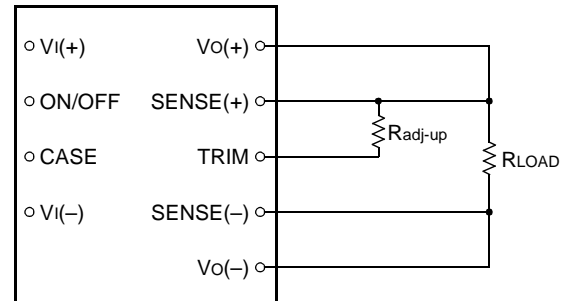 VI(+) VO(+)
ON/OFF SENSE(+)
Radj-up
CASE TRIM
RLOAD
VI(–) SENSE(–)
VO(–)